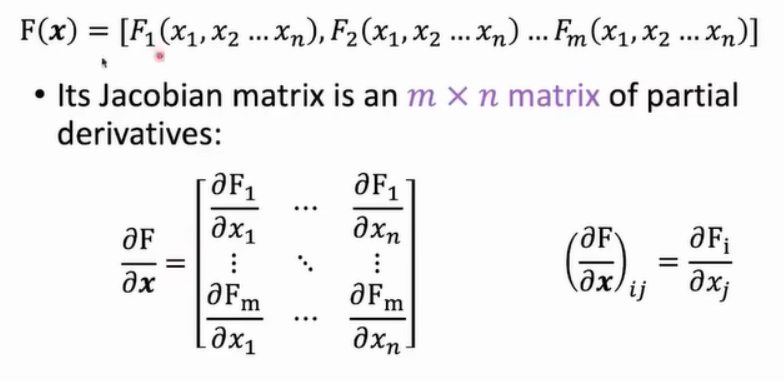 F(𝒙) = [F₁(x₁, x₂ … xₙ), F₂(x₁, x₂ … xₙ) … Fₘ(x₁, x₂ … xₙ)]
• Its Jacobian matrix is an m × n matrix of partial
derivatives:
∂F/∂𝒙 = [∂F₁/∂x₁ … ∂F₁/∂xₙ ⋮ ⋱ ⋮ ∂Fₘ/∂x₁ … ∂Fₘ/∂xₙ]
(∂F/∂𝒙)ᵢⱼ = ∂Fᵢ/∂xⱼ